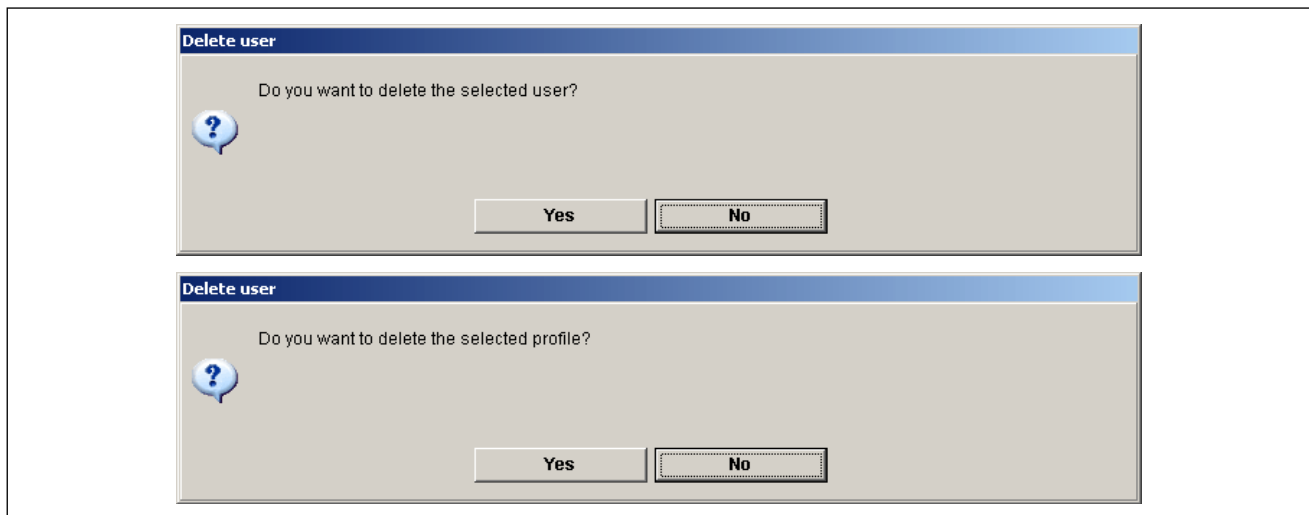 Delete user
Do you want to delete the selected user?
Yes No
Delete user
Do you want to delete the selected profile?
Yes No